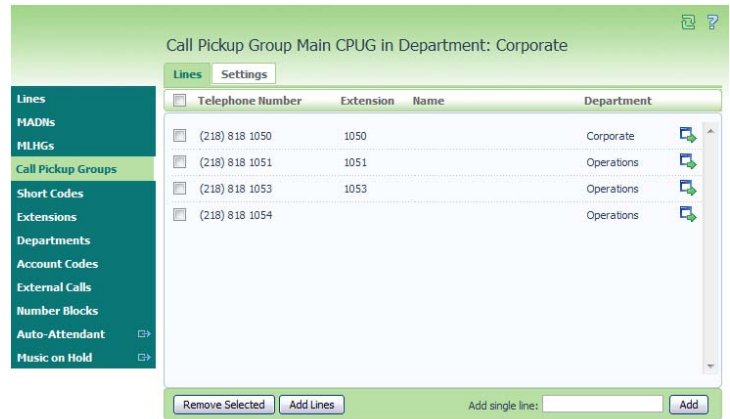 Call Pickup Group Main CPUG in Department: Corporate
Lines Settings
Lines
MADNs
MLHGs
Call Pickup Groups
Short Codes
Extensions
Departments
Account Codes
External Calls
Number Blocks
Auto-Attendant
Music on Hold
Telephone Number Extension Name Department
(218) 818 1050 1050 Corporate
(218) 818 1051 1051 Operations
(218) 818 1053 1053 Operations
(218) 818 1054 Operations
Remove Selected Add Lines Add single line: Add